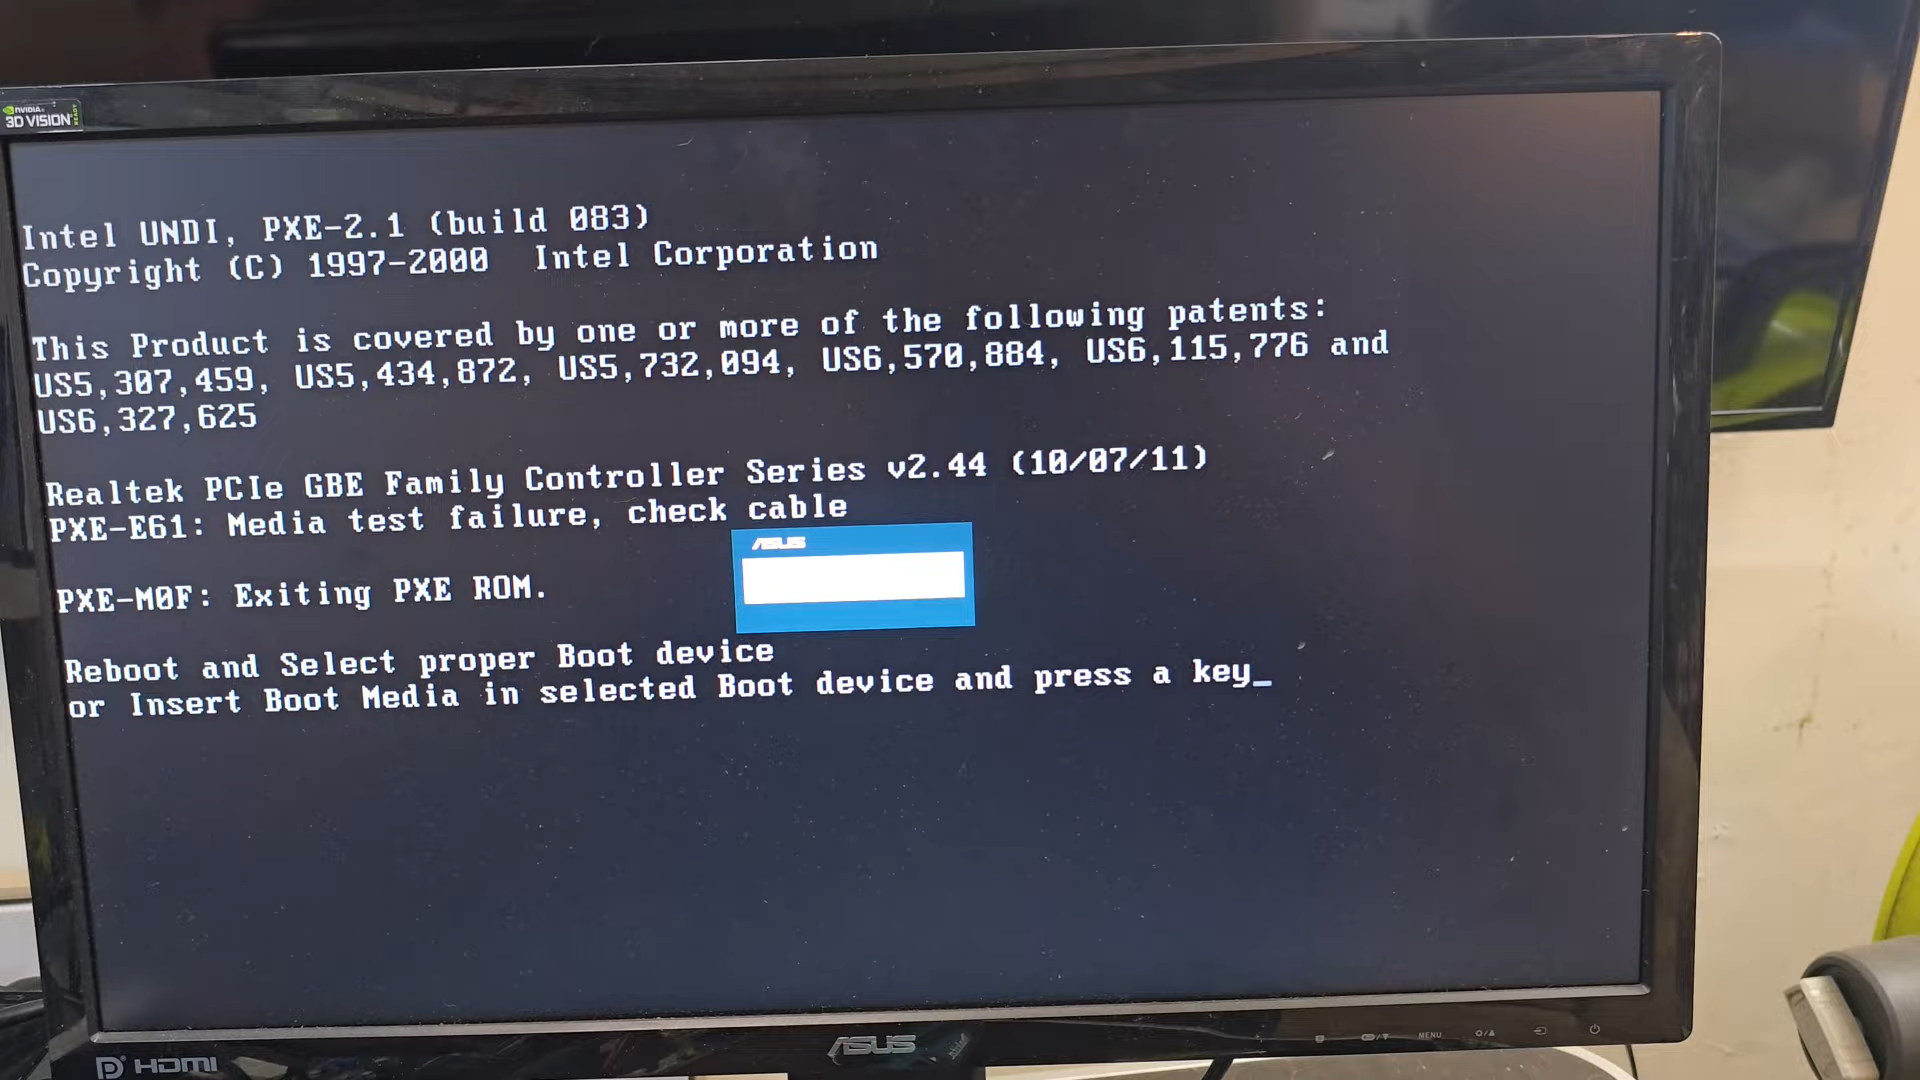 NVIDIA
3D VISION READY
Intel UNDI, PXE-2.1 (build 083)
Copyright (C) 1997-2000 Intel Corporation
This Product is covered by one or more of the following patents:
US5,307,459, US5,434,872, US5,732,094, US6,570,884, US6,115,776 and
US6,327,625
Realtek PCIe GBE Family Controller Series v2.44 (10/07/11)
PXE-E61: Media test failure, check cable
ASUS
PXE-M0F: Exiting PXE ROM.
Reboot and Select proper Boot device
or Insert Boot Media in selected Boot device and press a key_
HDMI
ASUS
MENU